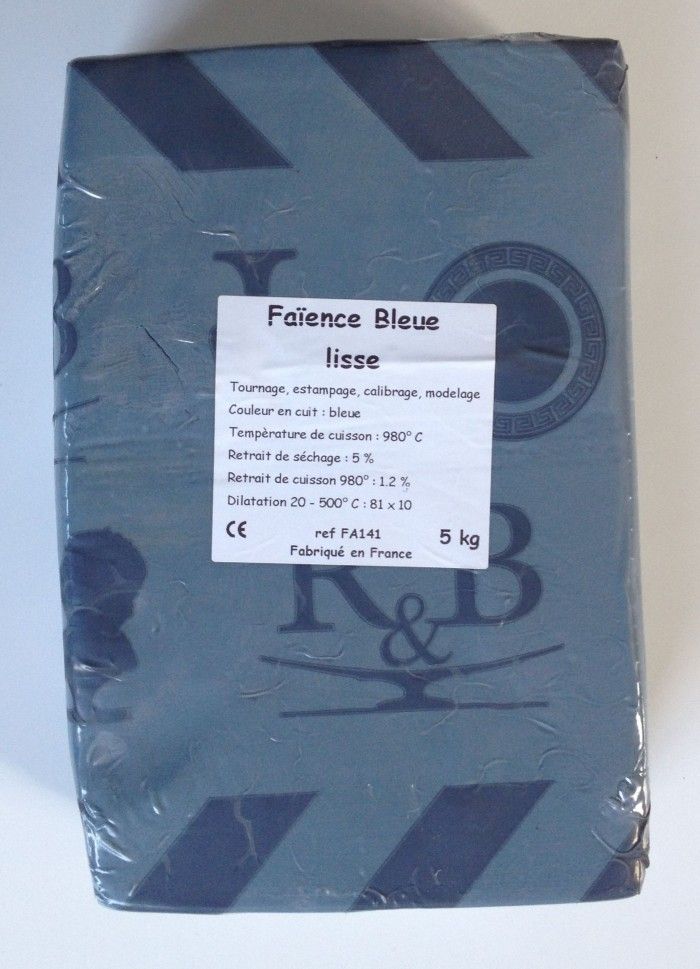 Faïence Bleue
lisse
Tournage, estampage, calibrage, modelage
Couleur en cuit : bleue
Tempèrature de cuisson : 980° C
Retrait de séchage : 5 %
Retrait de cuisson 980° : 1.2 %
Dilatation 20 - 500° C : 81 x 10
CE
ref FA141
5 kg
Fabriqué en France
R&B